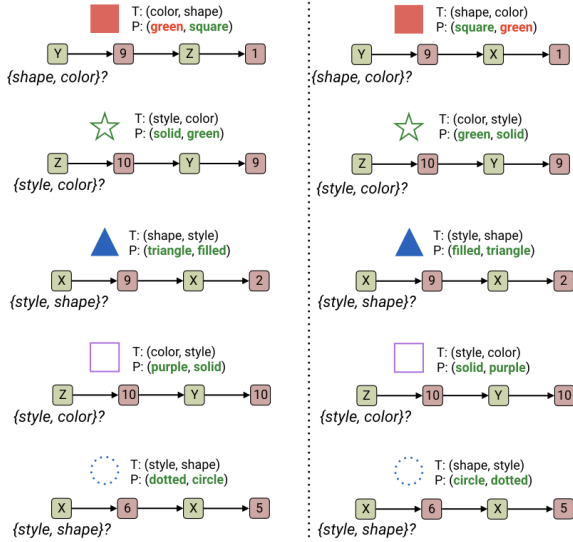 T: (color, shape)
P: (green, square)
Y 9 Z 1
{shape, color}?
T: (style, color)
P: (solid, green)
Z 10 Y 9
{style, color}?
T: (shape, style)
P: (triangle, filled)
X 9 X 2
{style, shape}?
T: (color, style)
P: (purple, solid)
Z 10 Y 10
{style, color}?
T: (style, shape)
P: (dotted, circle)
X 6 X 5
{style, shape}?
T: (shape, color)
P: (square, green)
Y 9 X 1
{shape, color}?
T: (color, style)
P: (green, solid)
Z 10 Y 9
{style, color}?
T: (style, shape)
P: (filled, triangle)
X 9 X 2
{style, shape}?
T: (style, color)
P: (solid, purple)
Z 10 Y 10
{style, color}?
T: (shape, style)
P: (circle, dotted)
X 6 X 5
{style, shape}?